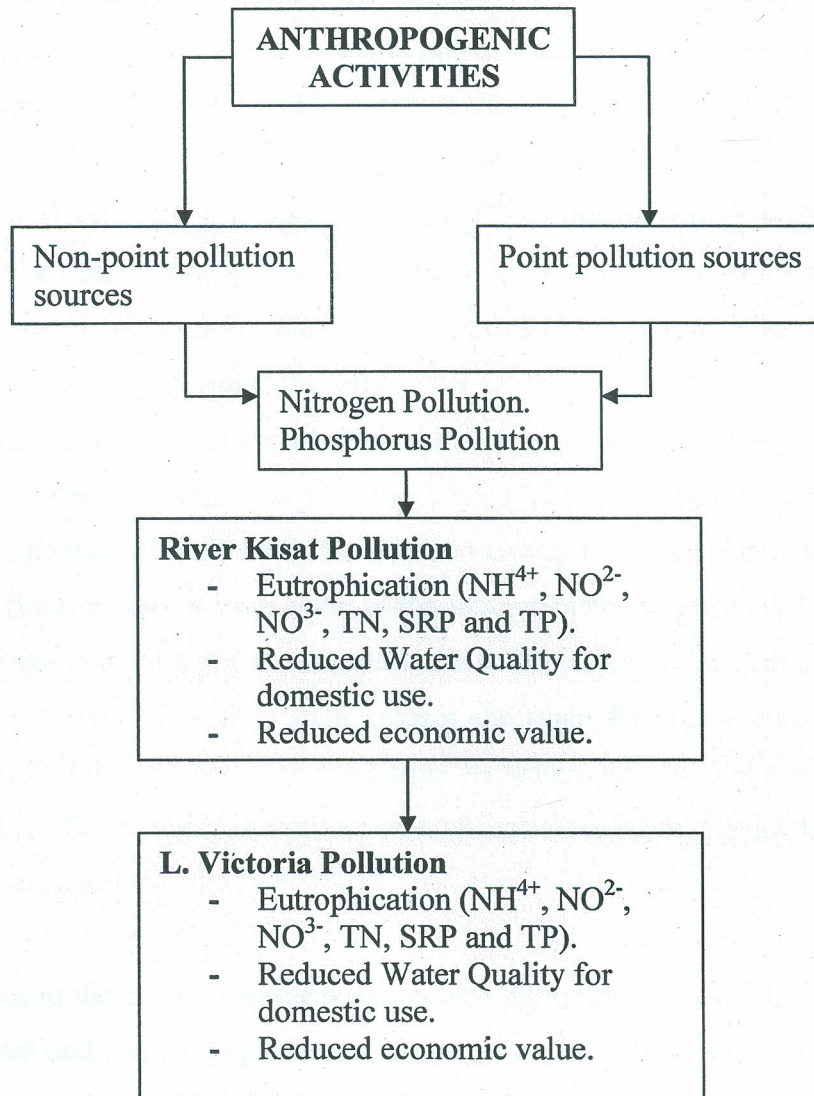 ANTHROPOGENIC
ACTIVITIES
Non-point pollution
sources
Point pollution sources
Nitrogen Pollution.
Phosphorus Pollution
River Kisat Pollution
- Eutrophication (NH⁴⁺, NO²⁻,
NO³⁻, TN, SRP and TP).
- Reduced Water Quality for
domestic use.
- Reduced economic value.
L. Victoria Pollution
- Eutrophication (NH⁴⁺, NO²⁻,
NO³⁻, TN, SRP and TP).
- Reduced Water Quality for
domestic use.
- Reduced economic value.